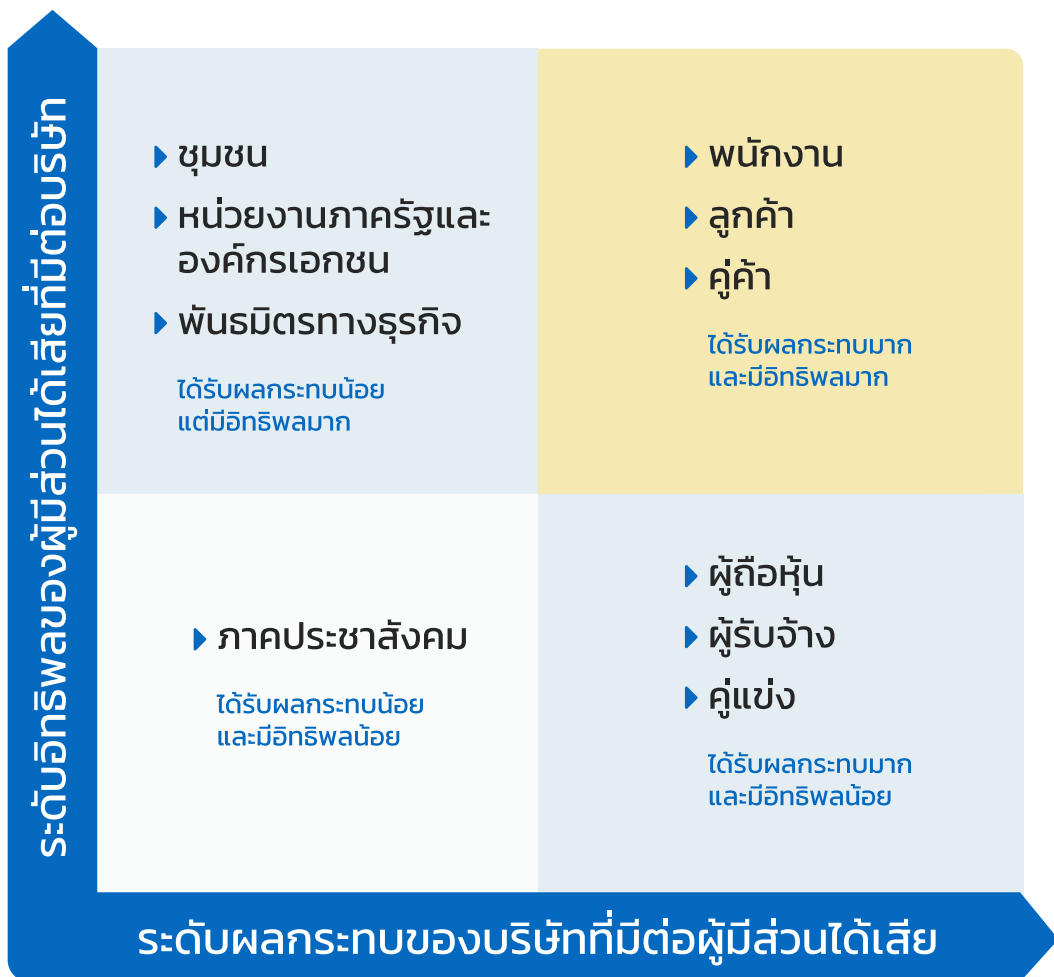 ระดับอิทธิพลของผู้มีส่วนได้เสียที่มีต่อบริษัท
ชุมชน
หน่วยงานภาครัฐและ
องค์กรเอกชน
พันธมิตรทางธุรกิจ
ได้รับผลกระทบน้อย
แต่มีอิทธิพลมาก
พนักงาน
ลูกค้า
คู่ค้า
ได้รับผลกระทบมาก
และมีอิทธิพลมาก
ภาคประชาสังคม
ได้รับผลกระทบน้อย
และมีอิทธิพลน้อย
ผู้ถือหุ้น
ผู้รับจ้าง
คู่แข่ง
ได้รับผลกระทบมาก
และมีอิทธิพลน้อย
ระดับผลกระทบของบริษัทที่มีต่อผู้มีส่วนได้เสีย